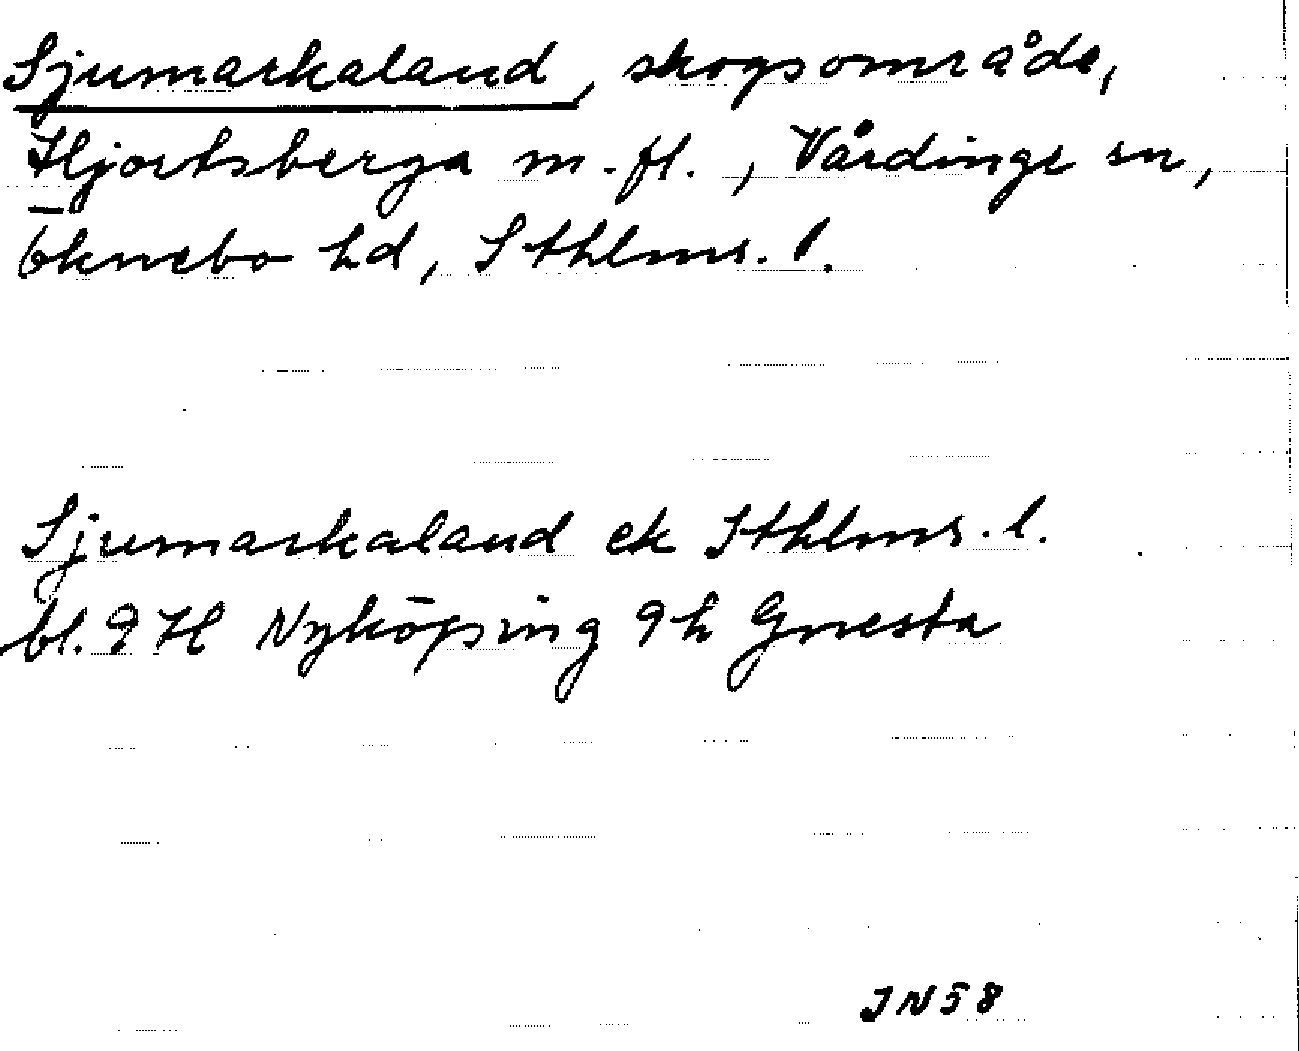 Sjumarkaland, skogsområde,
Hjortsberga m.fl., Vårdinge sn,
Öknebo hd, Sthlms. l.
Sjumarkaland ek Sthlms. l.
bl. 9H Nyköping 9h Gnesta
JN58